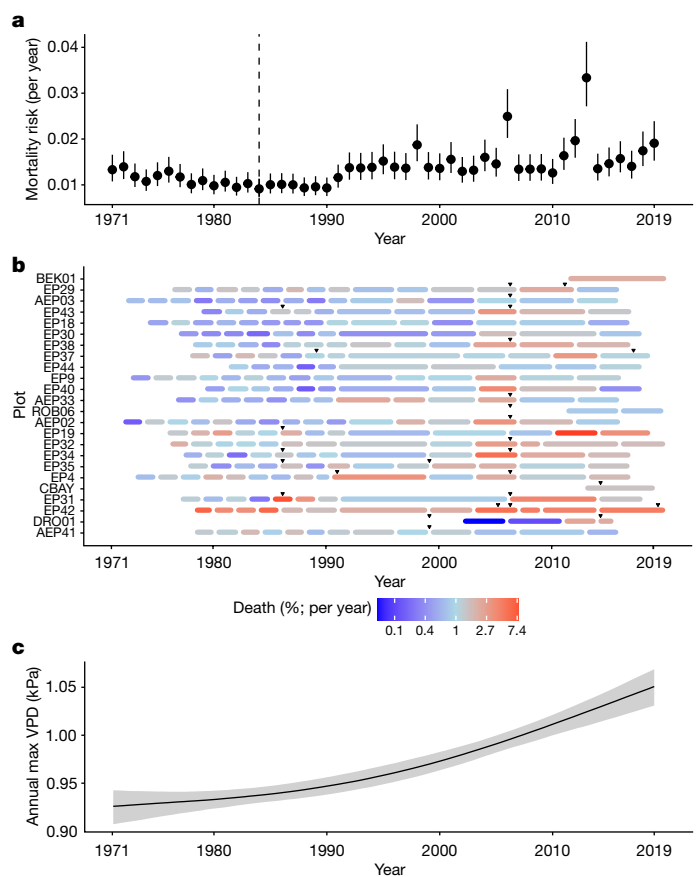 a
Mortality risk (per year)
0.04
0.03
0.02
0.01
1971 1980 1990 2000 2010 2019
Year
b
Plot
BEK01
EP29
AEP03
EP43
EP18
EP30
EP38
EP37
EP44
EP9
EP40
AEP33
ROB06
AEP02
EP19
EP32
EP34
EP35
EP4
CBAY
EP31
EP42
DRO01
AEP41
1971 1980 1990 2000 2010 2019
Year
Death (%; per year)
0.1 0.4 1 2.7 7.4
c
Annual max VPD (kPa)
1.05
1.00
0.95
0.90
1971 1980 1990 2000 2010 2019
Year